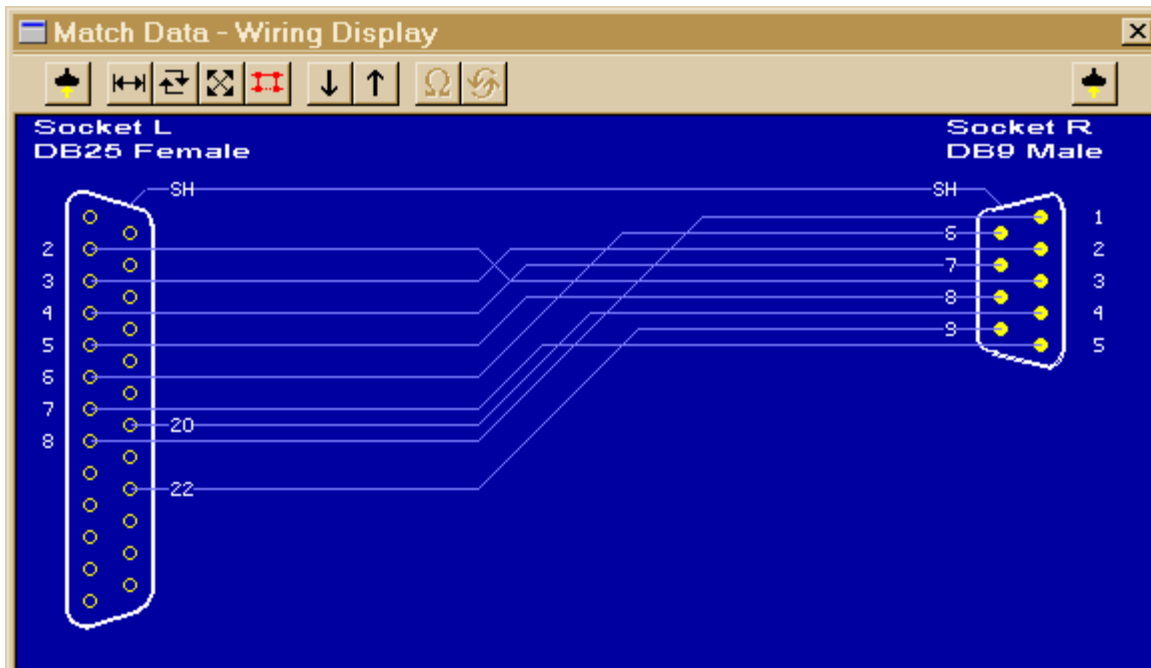 Match Data - Wiring Display
Ω
Socket L
DB25 Female
Socket R
DB9 Male
SH
SH
2
3
4
5
6
7
8
20
22
6
7
8
9
1
2
3
4
5